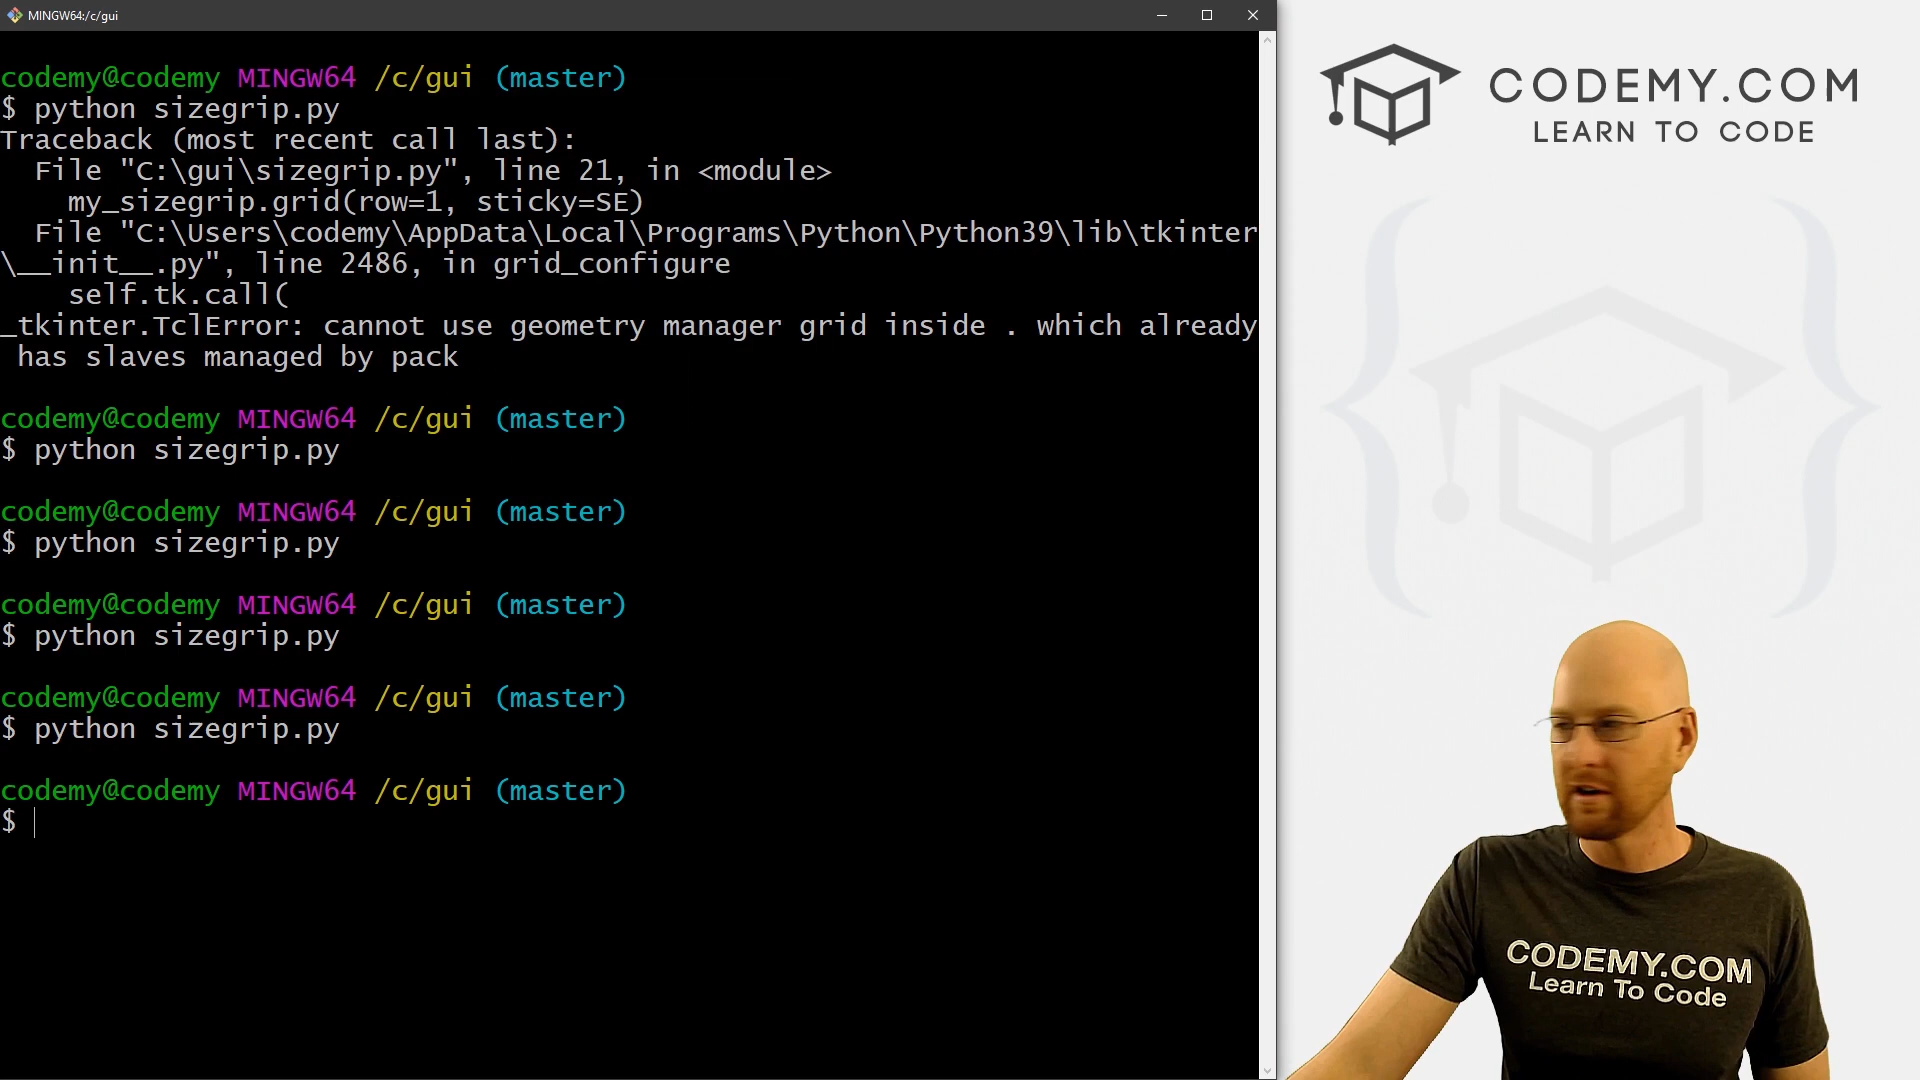 MINGW64:/c/gui
codemy@codemy MINGW64 /c/gui (master)
$ python sizegrip.py
Traceback (most recent call last):
  File "C:\gui\sizegrip.py", line 21, in <module>
    my_sizegrip.grid(row=1, sticky=SE)
  File "C:\Users\codemy\AppData\Local\Programs\Python\Python39\lib\tkinter
\__init__.py", line 2486, in grid_configure
    self.tk.call(
_tkinter.TclError: cannot use geometry manager grid inside . which already
 has slaves managed by pack
codemy@codemy MINGW64 /c/gui (master)
$ python sizegrip.py
codemy@codemy MINGW64 /c/gui (master)
$ python sizegrip.py
codemy@codemy MINGW64 /c/gui (master)
$ python sizegrip.py
codemy@codemy MINGW64 /c/gui (master)
$ python sizegrip.py
codemy@codemy MINGW64 /c/gui (master)
$
CODEMY.COM
LEARN TO CODE
CODEMY.COM
Learn To Code